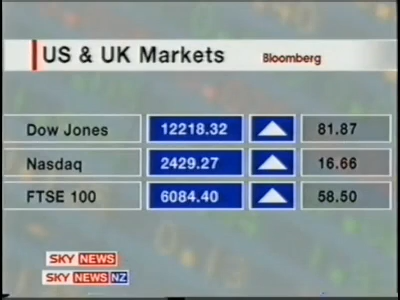 US & UK Markets Bloomberg
Dow Jones 12218.32 81.87
Nasdaq 2429.27 16.66
FTSE 100 6084.40 58.50
SKY NEWS
SKY NEWS NZ